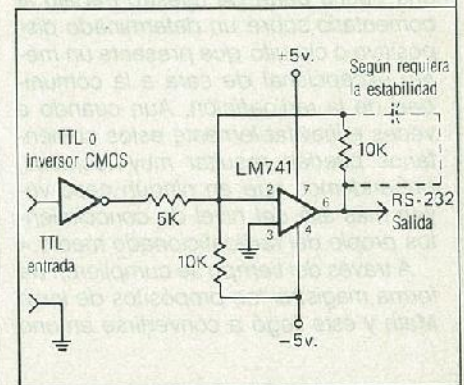 +5v.
Según requiera
la estabilidad
TTL o
inversor CMOS
LM741
10K
2
7
6
3
4
5K
RS-232
Salida
TTL
entrada
10K
-5v.